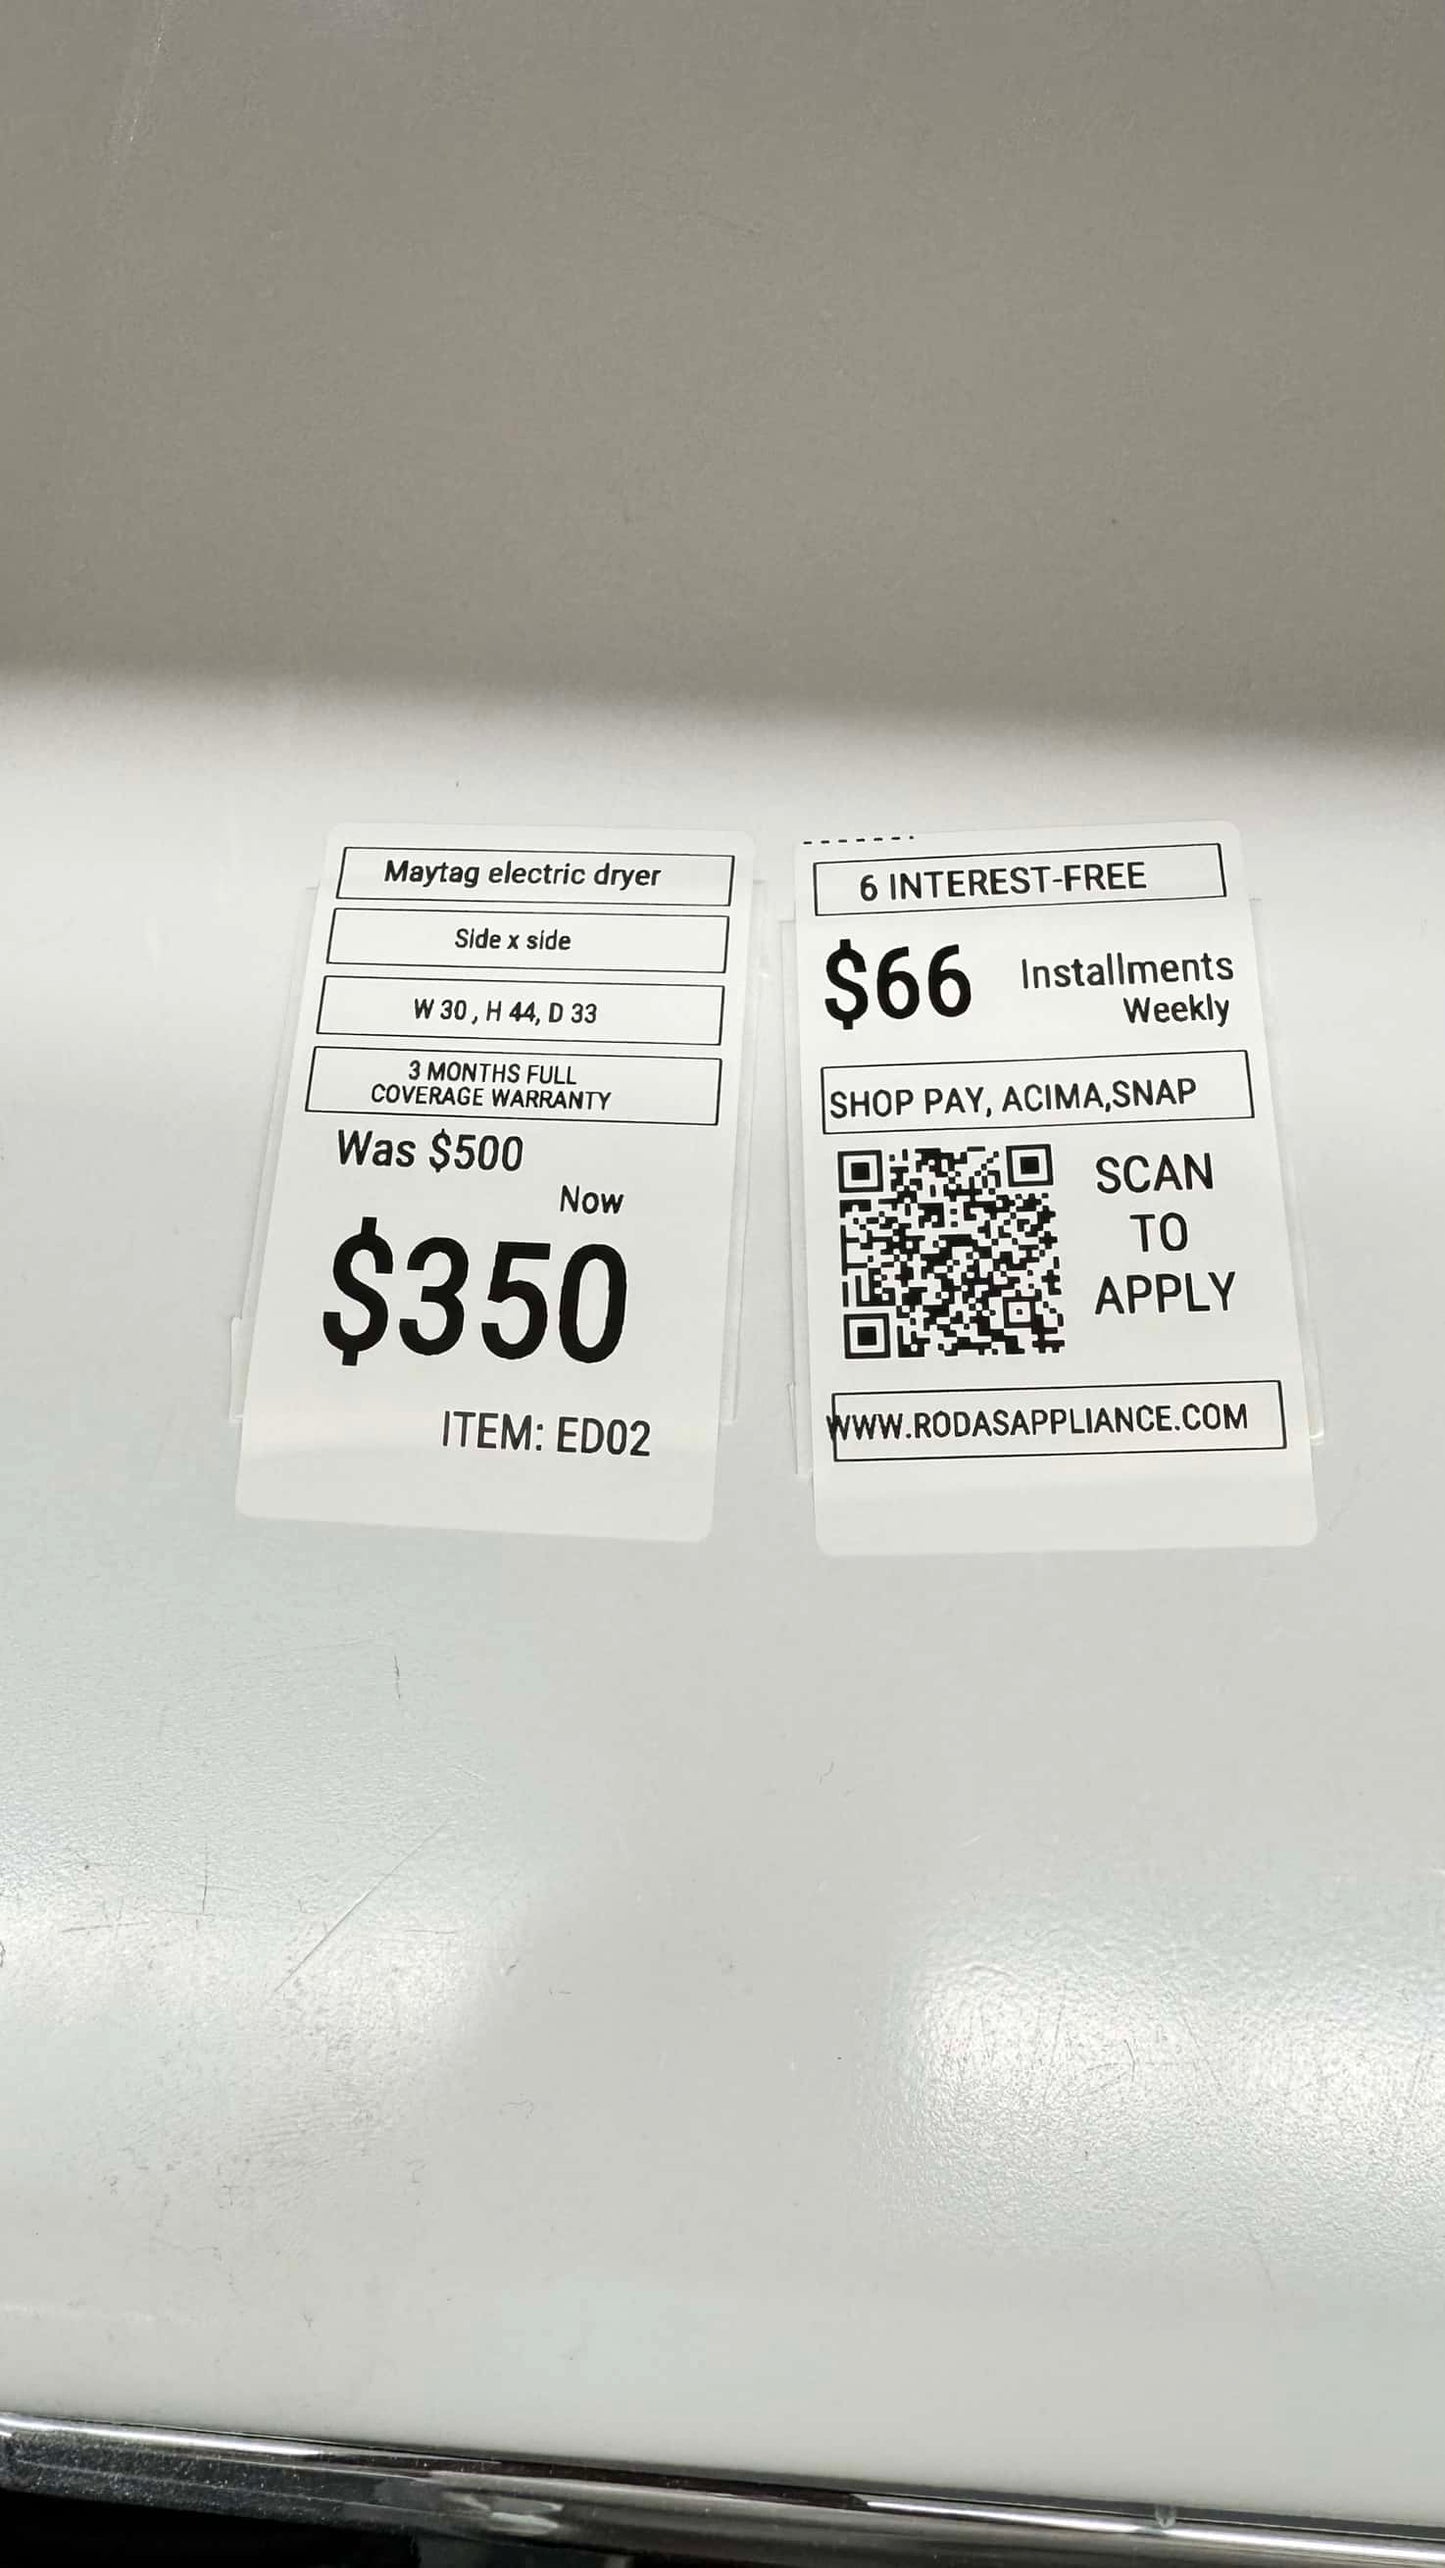 Maytag electric dryer
Side x side
W 30 , H 44, D 33
3 MONTHS FULL
COVERAGE WARRANTY
Was $500
Now
$350
ITEM: ED02
6 INTEREST-FREE
$66 Installments
Weekly
SHOP PAY, ACIMA,SNAP
SCAN
TO
APPLY
WWW.RODASAPPLIANCE.COM